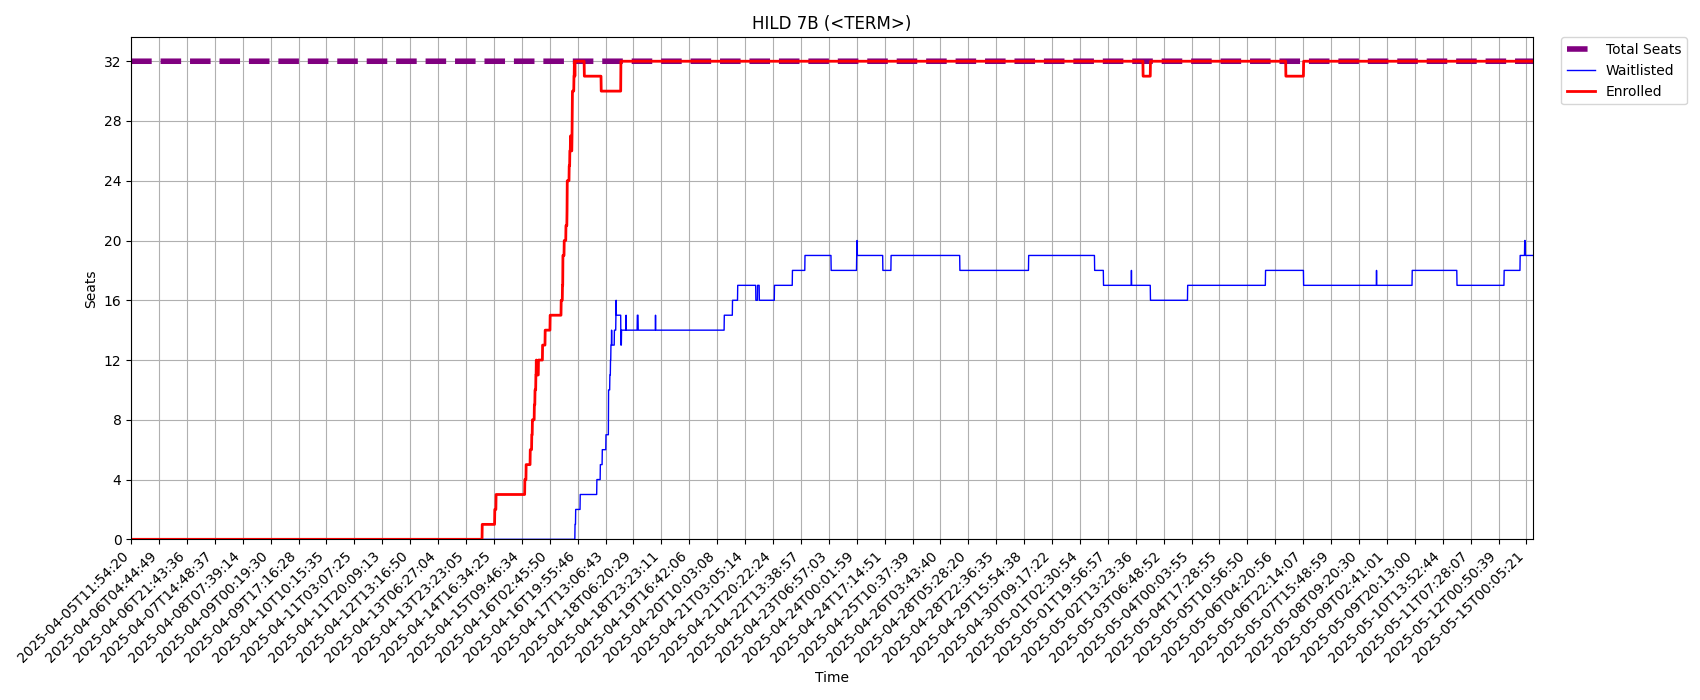 HILD 7B (<TERM>)
Total Seats
Waitlisted
Enrolled
32
28
24
20
16
12
8
4
0
Seats
2025-04-05T11:54:20
2025-04-06T04:44:49
2025-04-06T21:43:36
2025-04-07T14:48:37
2025-04-08T07:39:14
2025-04-09T00:19:30
2025-04-09T17:16:28
2025-04-10T10:15:35
2025-04-11T03:07:25
2025-04-11T20:09:13
2025-04-12T13:16:50
2025-04-13T06:27:04
2025-04-13T23:23:05
2025-04-14T16:34:25
2025-04-15T09:46:34
2025-04-16T02:45:50
2025-04-16T19:55:46
2025-04-17T13:06:43
2025-04-18T06:20:29
2025-04-18T23:23:11
2025-04-19T16:42:06
2025-04-20T10:03:08
2025-04-21T03:05:14
2025-04-21T20:22:24
2025-04-22T13:38:57
2025-04-23T06:57:03
2025-04-24T00:01:59
2025-04-24T17:14:51
2025-04-25T10:37:39
2025-04-26T03:43:40
2025-04-28T05:28:20
2025-04-28T22:36:35
2025-04-29T15:54:38
2025-04-30T09:17:22
2025-05-01T02:30:54
2025-05-01T19:56:57
2025-05-02T13:23:36
2025-05-03T06:48:52
2025-05-04T00:03:55
2025-05-04T17:28:55
2025-05-05T10:56:50
2025-05-06T04:20:56
2025-05-06T22:14:07
2025-05-07T15:48:59
2025-05-08T09:20:30
2025-05-09T02:41:01
2025-05-09T20:13:00
2025-05-10T13:52:44
2025-05-11T07:28:07
2025-05-12T00:50:39
2025-05-15T00:05:21
Time